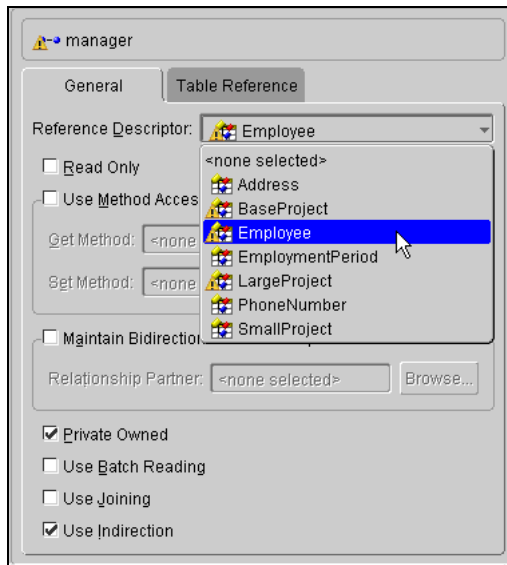 manager
General Table Reference
Reference Descriptor: Employee
<none selected>
Read Only
Address
Use Method Acces
BaseProject
Employee
Get Method: <none
EmploymentPeriod
Set Method: <none
LargeProject
PhoneNumber
SmallProject
Maintain Bidirection
Relationship Partner: <none selected> Browse...
Private Owned
Use Batch Reading
Use Joining
Use Indirection